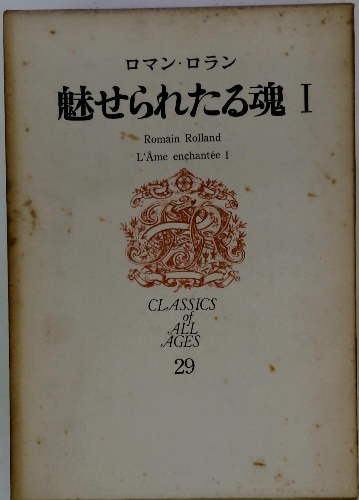 ロマン・ロラン
魅せられたる魂 I
Romain Rolland
L'Âme enchantée I
CLASSICS
of
ALL
AGES
29